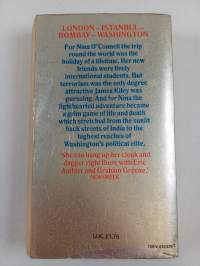 LONDON – ISTANBUL –
BOMBAY – WASHINGTON
For Nina O'Connell the trip
round the world was the
holiday of a lifetime. Her new
friends were lively
international students. But
terrorism was the only degree
attractive James Kiley was
pursuing. And for Nina the
lighthearted adventure became
a grim game of life and death
which stretched from the
back streets of India to the
highest reaches of
Washington's political elite.
'She can hang up her cloak and
dagger right there with Eric
Ambler and Graham Greene.'
NEWSWEEK
U.K. £1.75